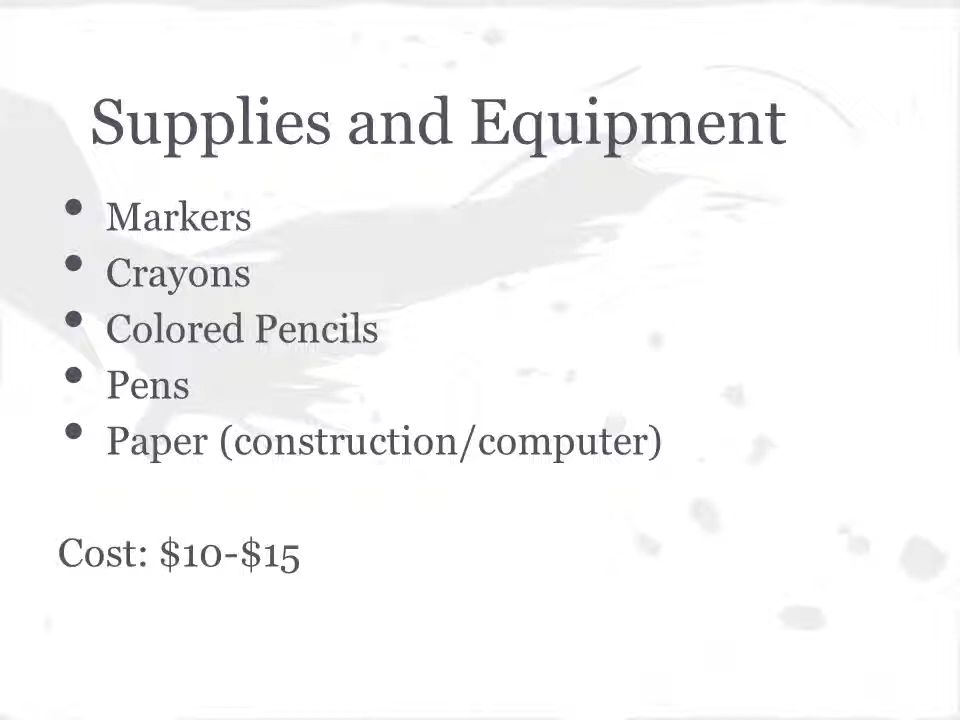 Supplies and Equipment
• Markers
• Crayons
• Colored Pencils
• Pens
• Paper (construction/computer)
Cost: $10-$15